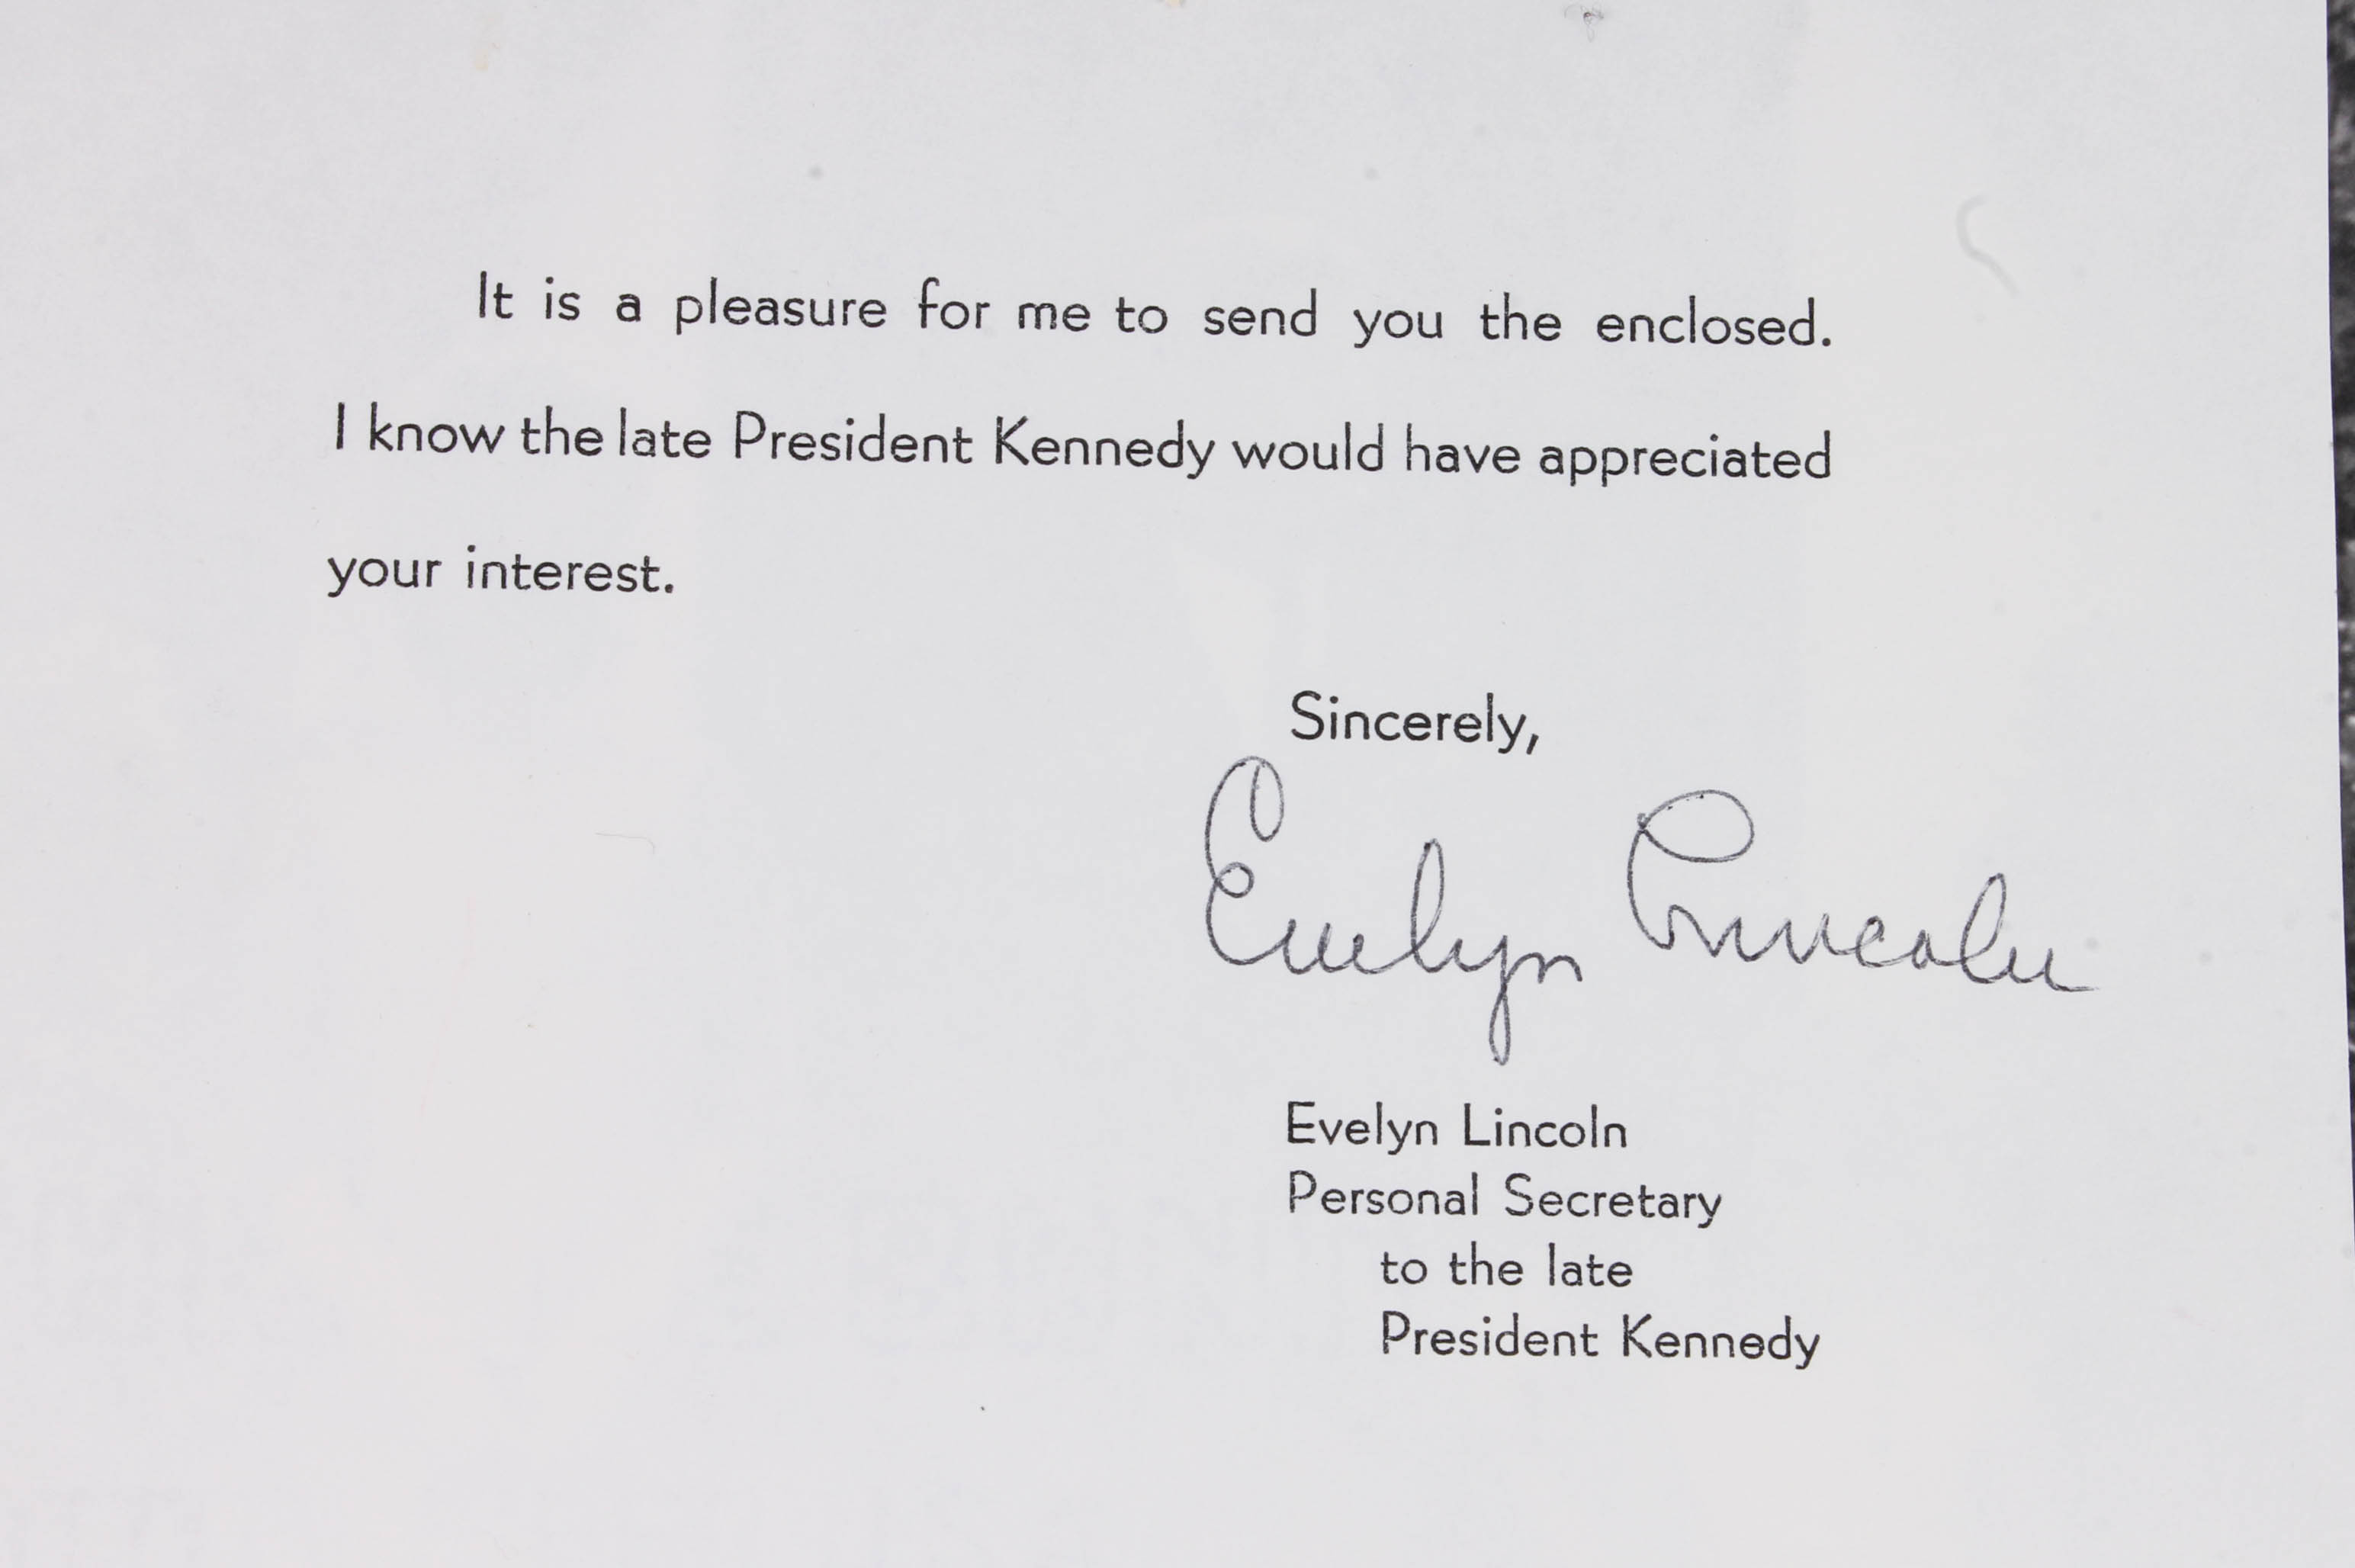 It is a pleasure for me to send you the enclosed.
I know the late President Kennedy would have appreciated
your interest.
Sincerely,
Evelyn Lincoln
Evelyn Lincoln
Personal Secretary
to the late
President Kennedy